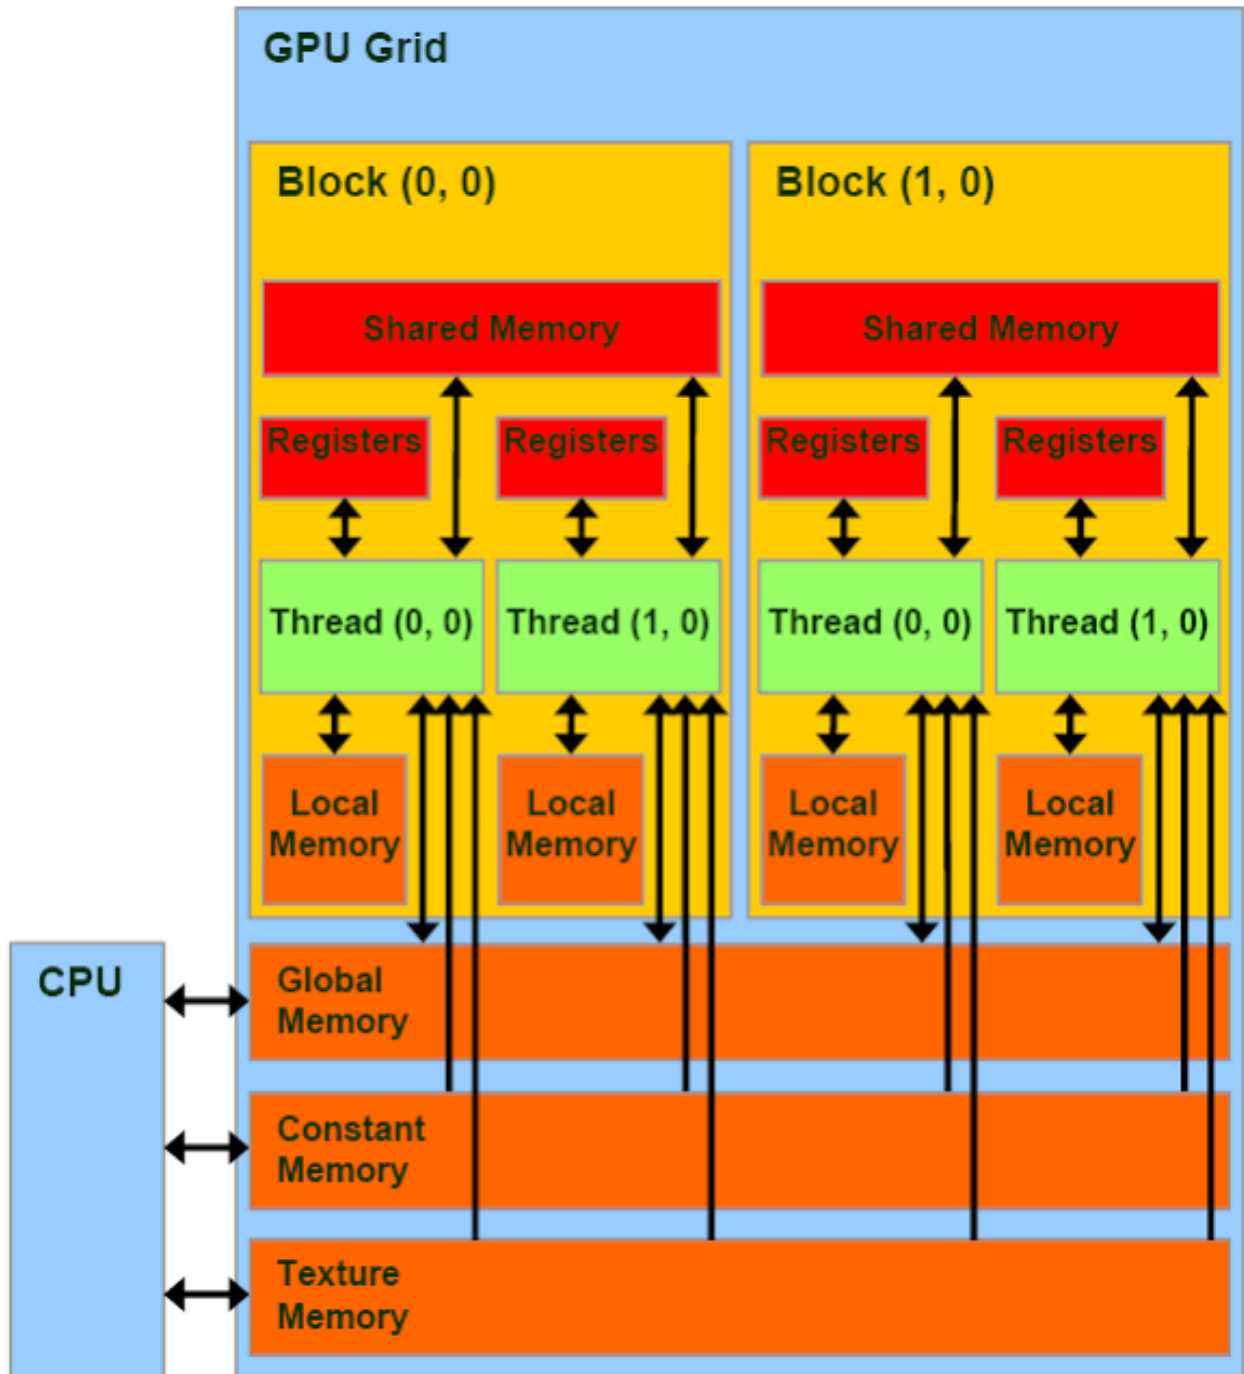 GPU Grid
Block (0, 0)
Block (1, 0)
Shared Memory
Shared Memory
Registers
Registers
Registers
Registers
Thread (0, 0)
Thread (1, 0)
Thread (0, 0)
Thread (1, 0)
Local
Memory
Local
Memory
Local
Memory
Local
Memory
CPU
Global
Memory
Constant
Memory
Texture
Memory